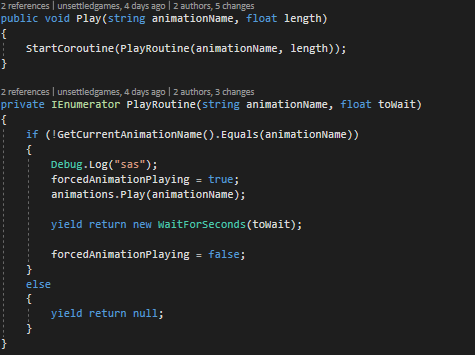 2 references | unsettledgames, 4 days ago | 2 authors, 5 changes
public void Play(string animationName, float length)
{
    StartCoroutine(PlayRoutine(animationName, length));
}
2 references | unsettledgames, 4 days ago | 2 authors, 3 changes
private IEnumerator PlayRoutine(string animationName, float toWait)
{
    if (!GetCurrentAnimationName().Equals(animationName))
    {
        Debug.Log("sas");
        forcedAnimationPlaying = true;
        animations.Play(animationName);
        yield return new WaitForSeconds(toWait);
        forcedAnimationPlaying = false;
    }
    else
    {
        yield return null;
    }
}